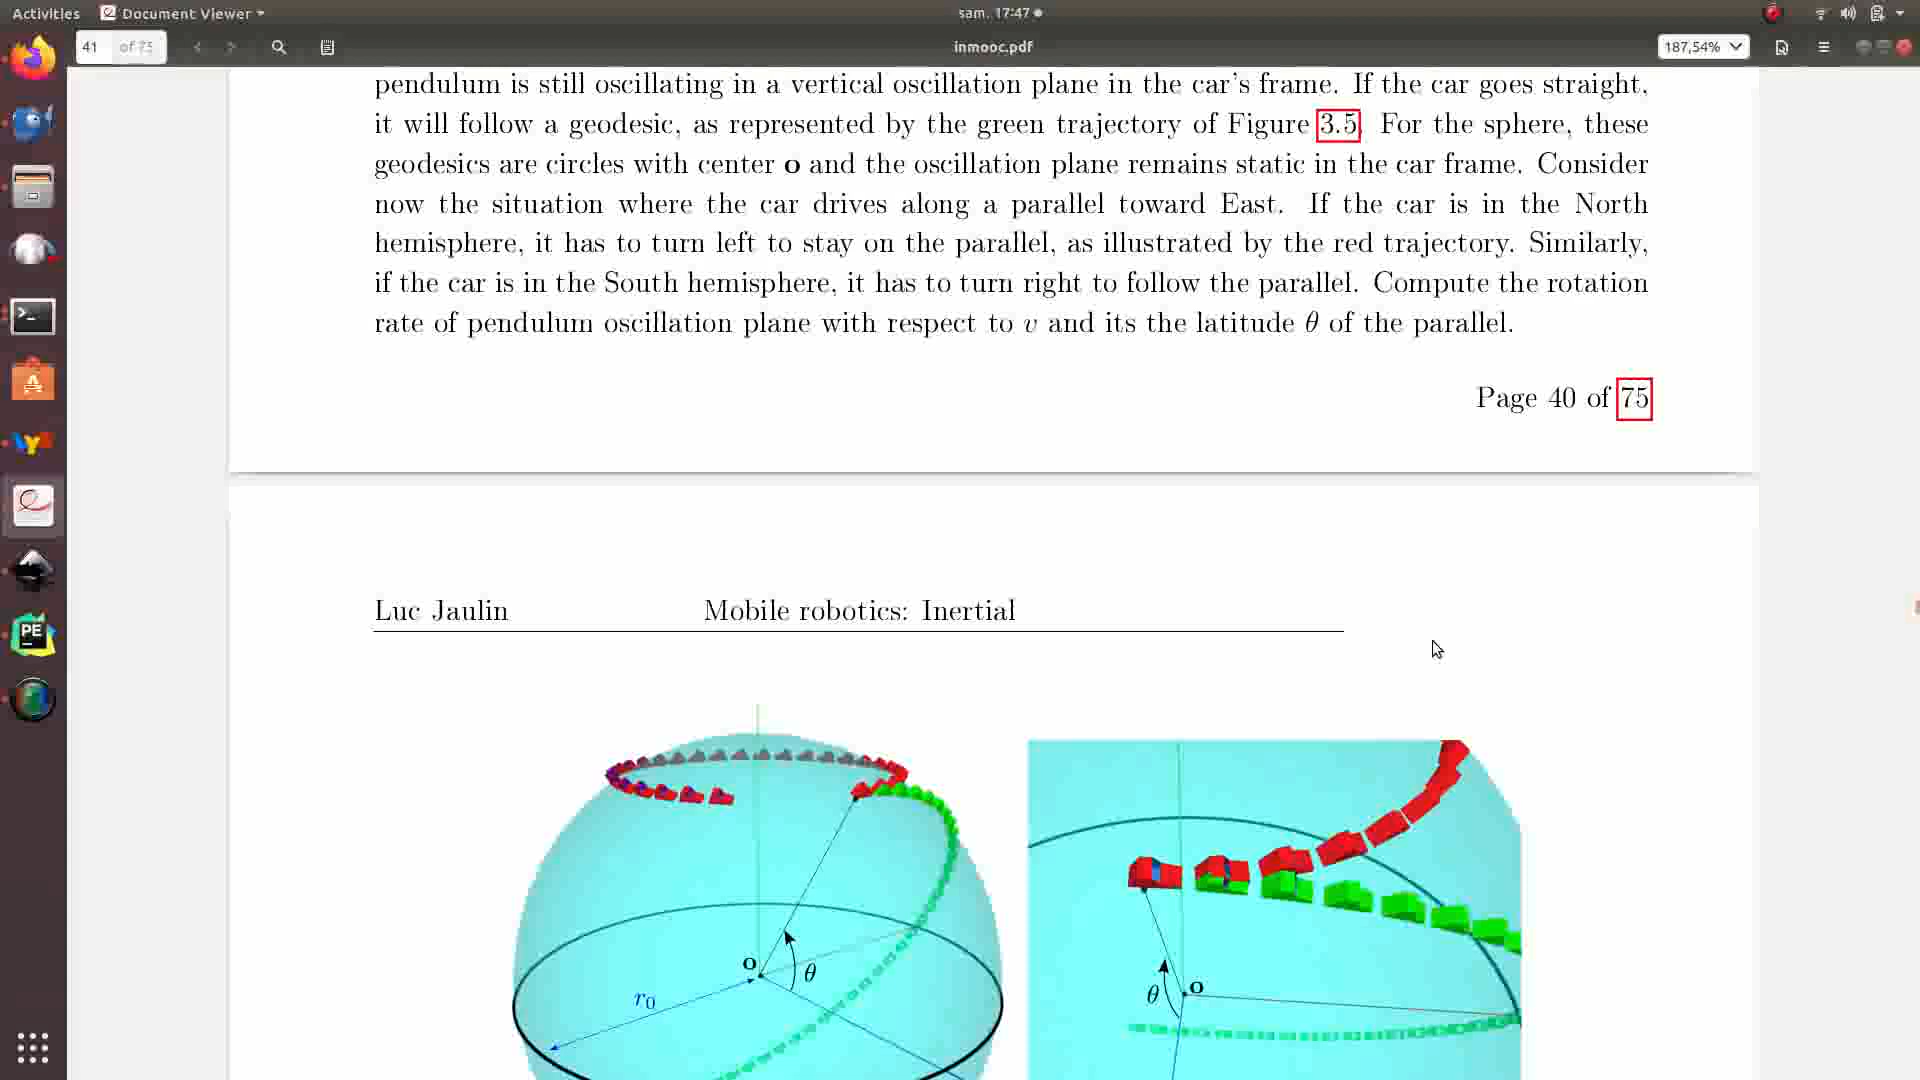 Activities Document Viewer sam. 17:47
41 of 75 inmooc.pdf 187,54%
pendulum is still oscillating in a vertical oscillation plane in the car's frame. If the car goes straight,
it will follow a geodesic, as represented by the green trajectory of Figure 3.5. For the sphere, these
geodesics are circles with center o and the oscillation plane remains static in the car frame. Consider
now the situation where the car drives along a parallel toward East. If the car is in the North
hemisphere, it has to turn left to stay on the parallel, as illustrated by the red trajectory. Similarly,
if the car is in the South hemisphere, it has to turn right to follow the parallel. Compute the rotation
rate of pendulum oscillation plane with respect to v and its the latitude θ of the parallel.
Page 40 of 75
Luc Jaulin Mobile robotics: Inertial
o θ
r0
o
θ
PE